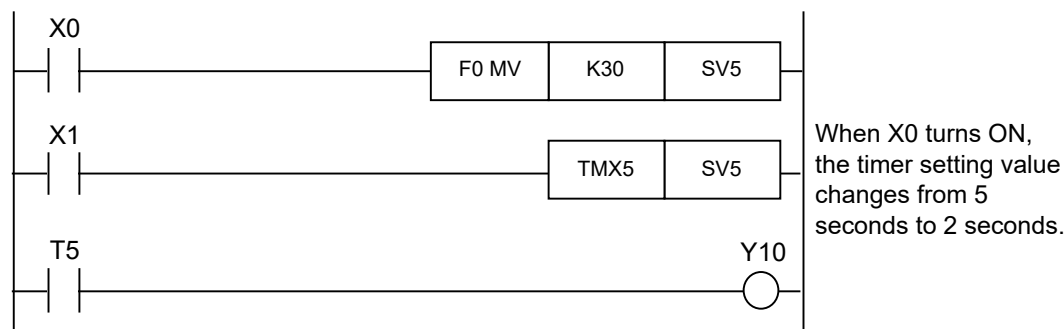 X0
F0 MV K30 SV5
X1
TMX5 SV5
When X0 turns ON,
the timer setting value
changes from 5
seconds to 2 seconds.
T5
Y10